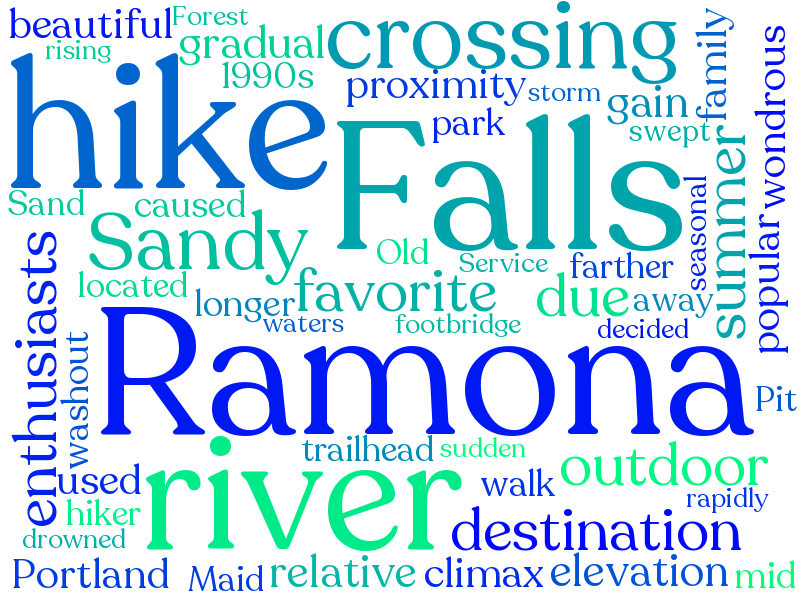 beautiful
Forest
rising
gradual
1990s
crossing
proximity
storm
family
wondrous
gain
park
swept
hike
Falls
Sand
caused
Sandy
Old
Service
farther
seasonal
summer
popular
enthusiasts
located
longer
favorite
due
away
waters
footbridge
decided
washout
Ramona
Pit
trailhead
sudden
outdoor
used
river
walk
rapidly
hiker
drowned
destination
Portland
Maid
relative
climax
elevation
mid